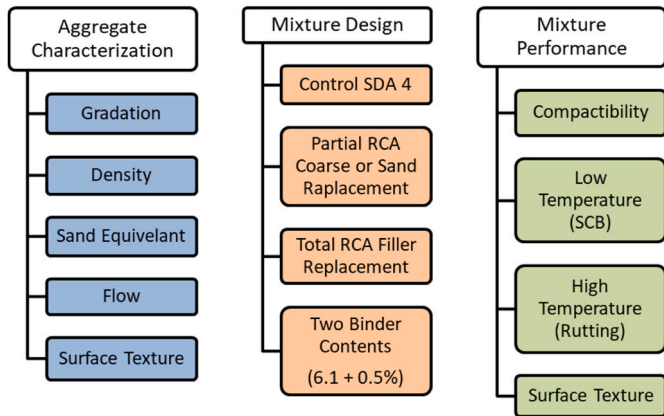 Aggregate
Characterization
Gradation
Density
Sand Equivelant
Flow
Surface Texture
Mixture Design
Control SDA 4
Partial RCA
Coarse or Sand
Raplacement
Total RCA Filler
Replacement
Two Binder
Contents
(6.1 + 0.5%)
Mixture
Performance
Compactibility
Low
Temperature
(SCB)
High
Temperature
(Rutting)
Surface Texture